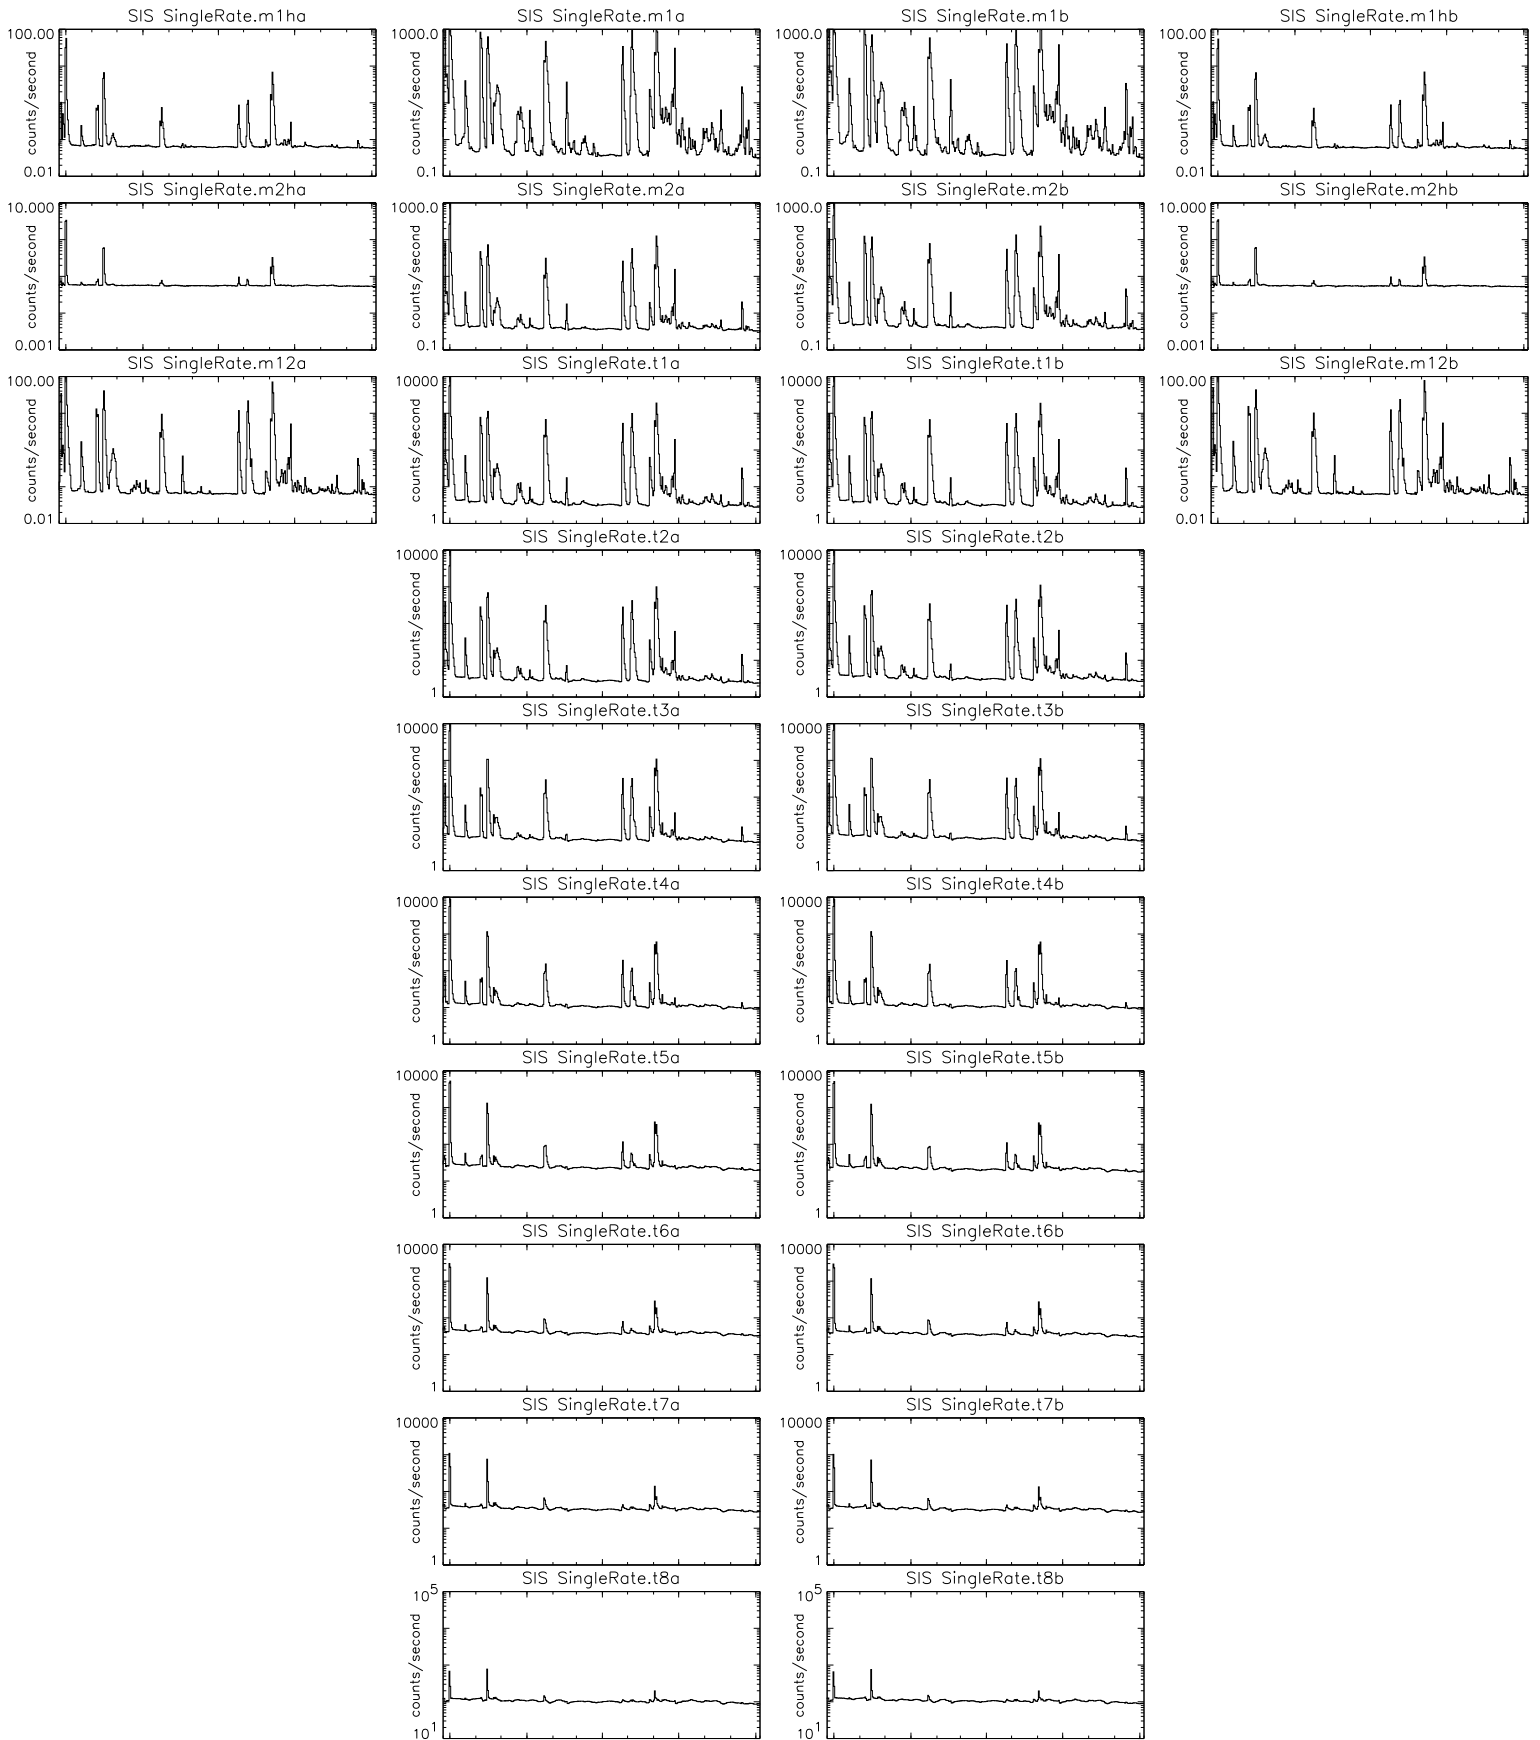 SIS SingleRate.m1ha
SIS SingleRate.m1a
SIS SingleRate.m1b
SIS SingleRate.m1hb
100.00
counts/second
0.01
1000.0
counts/second
0.1
1000.0
counts/second
0.1
100.00
counts/second
0.01
SIS SingleRate.m2ha
SIS SingleRate.m2a
SIS SingleRate.m2b
SIS SingleRate.m2hb
10.000
counts/second
0.001
1000.0
counts/second
0.1
1000.0
counts/second
0.1
10.000
counts/second
0.001
SIS SingleRate.m12a
SIS SingleRate.t1a
SIS SingleRate.t1b
SIS SingleRate.m12b
100.00
counts/second
0.01
10000
counts/second
1
10000
counts/second
1
100.00
counts/second
0.01
SIS SingleRate.t2a
SIS SingleRate.t2b
10000
counts/second
1
10000
counts/second
1
SIS SingleRate.t3a
SIS SingleRate.t3b
10000
counts/second
1
10000
counts/second
1
SIS SingleRate.t4a
SIS SingleRate.t4b
10000
counts/second
1
10000
counts/second
1
SIS SingleRate.t5a
SIS SingleRate.t5b
10000
counts/second
1
10000
counts/second
1
SIS SingleRate.t6a
SIS SingleRate.t6b
10000
counts/second
1
10000
counts/second
1
SIS SingleRate.t7a
SIS SingleRate.t7b
10000
counts/second
1
10000
counts/second
1
SIS SingleRate.t8a
SIS SingleRate.t8b
10⁵
counts/second
10¹
10⁵
counts/second
10¹